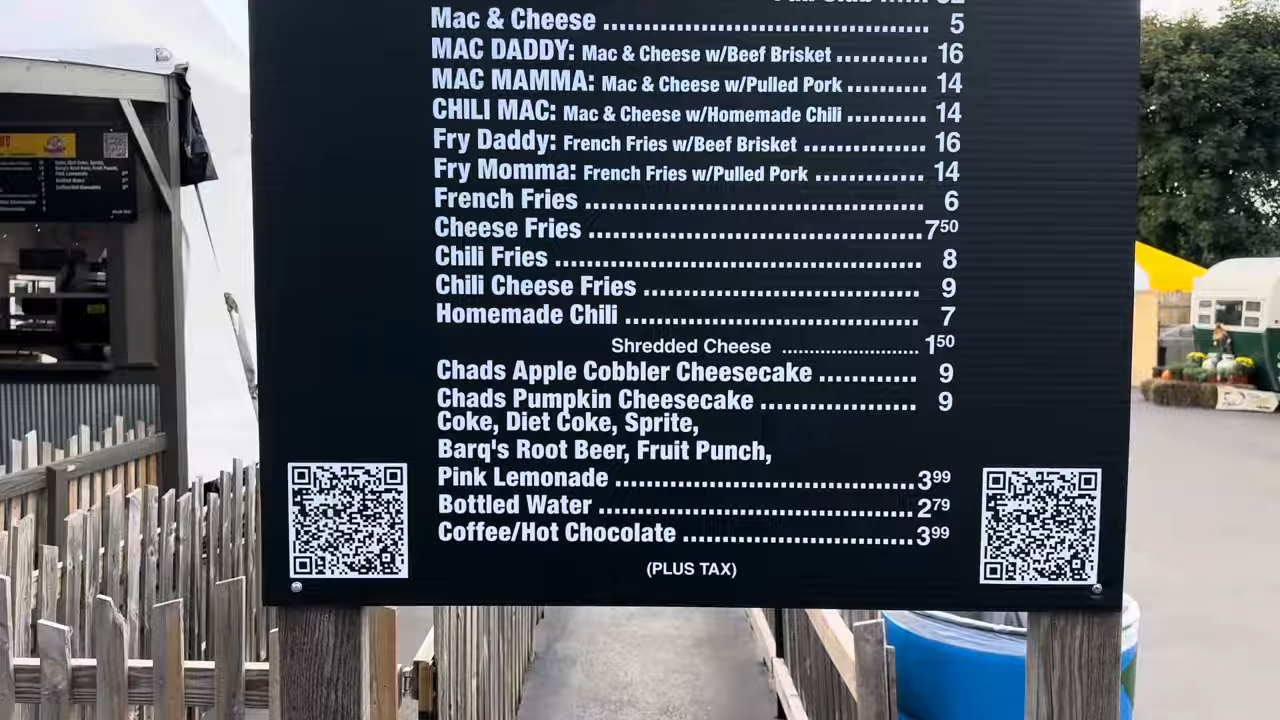 Mac & Cheese ................................................ 5
MAC DADDY: Mac & Cheese w/Beef Brisket ........... 16
MAC MAMMA: Mac & Cheese w/Pulled Pork .......... 14
CHILI MAC: Mac & Cheese w/Homemade Chili .......... 14
Fry Daddy: French Fries w/Beef Brisket ................ 16
Fry Momma: French Fries w/Pulled Pork .............. 14
French Fries ................................................ 6
Cheese Fries ................................................ 7⁵⁰
Chili Fries .................................................... 8
Chili Cheese Fries ........................................ 9
Homemade Chili .......................................... 7
Shredded Cheese ........................... 1⁵⁰
Chads Apple Cobbler Cheesecake ............ 9
Chads Pumpkin Cheesecake .................... 9
Coke, Diet Coke, Sprite,
Barq's Root Beer, Fruit Punch,
Pink Lemonade .............................................. 3⁹⁹
Bottled Water ................................................ 2⁷⁹
Coffee/Hot Chocolate .................................... 3⁹⁹
(PLUS TAX)